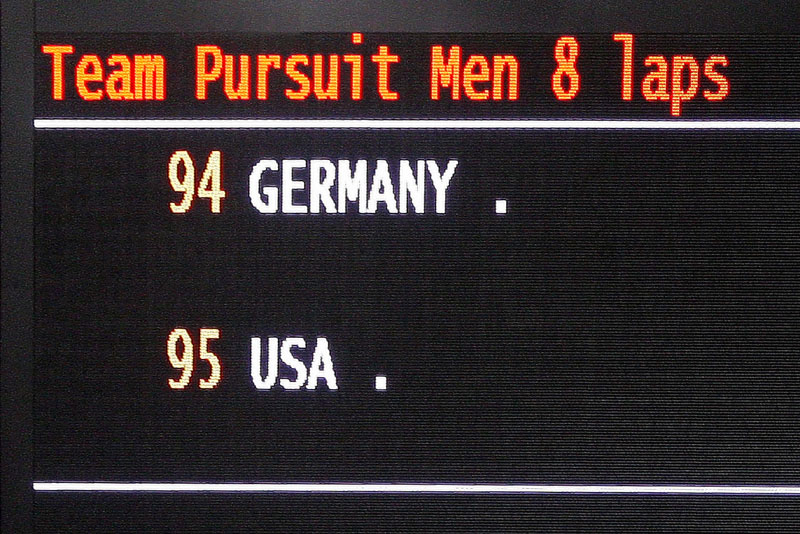 Team Pursuit Men 8 laps
94 GERMANY .
95 USA .